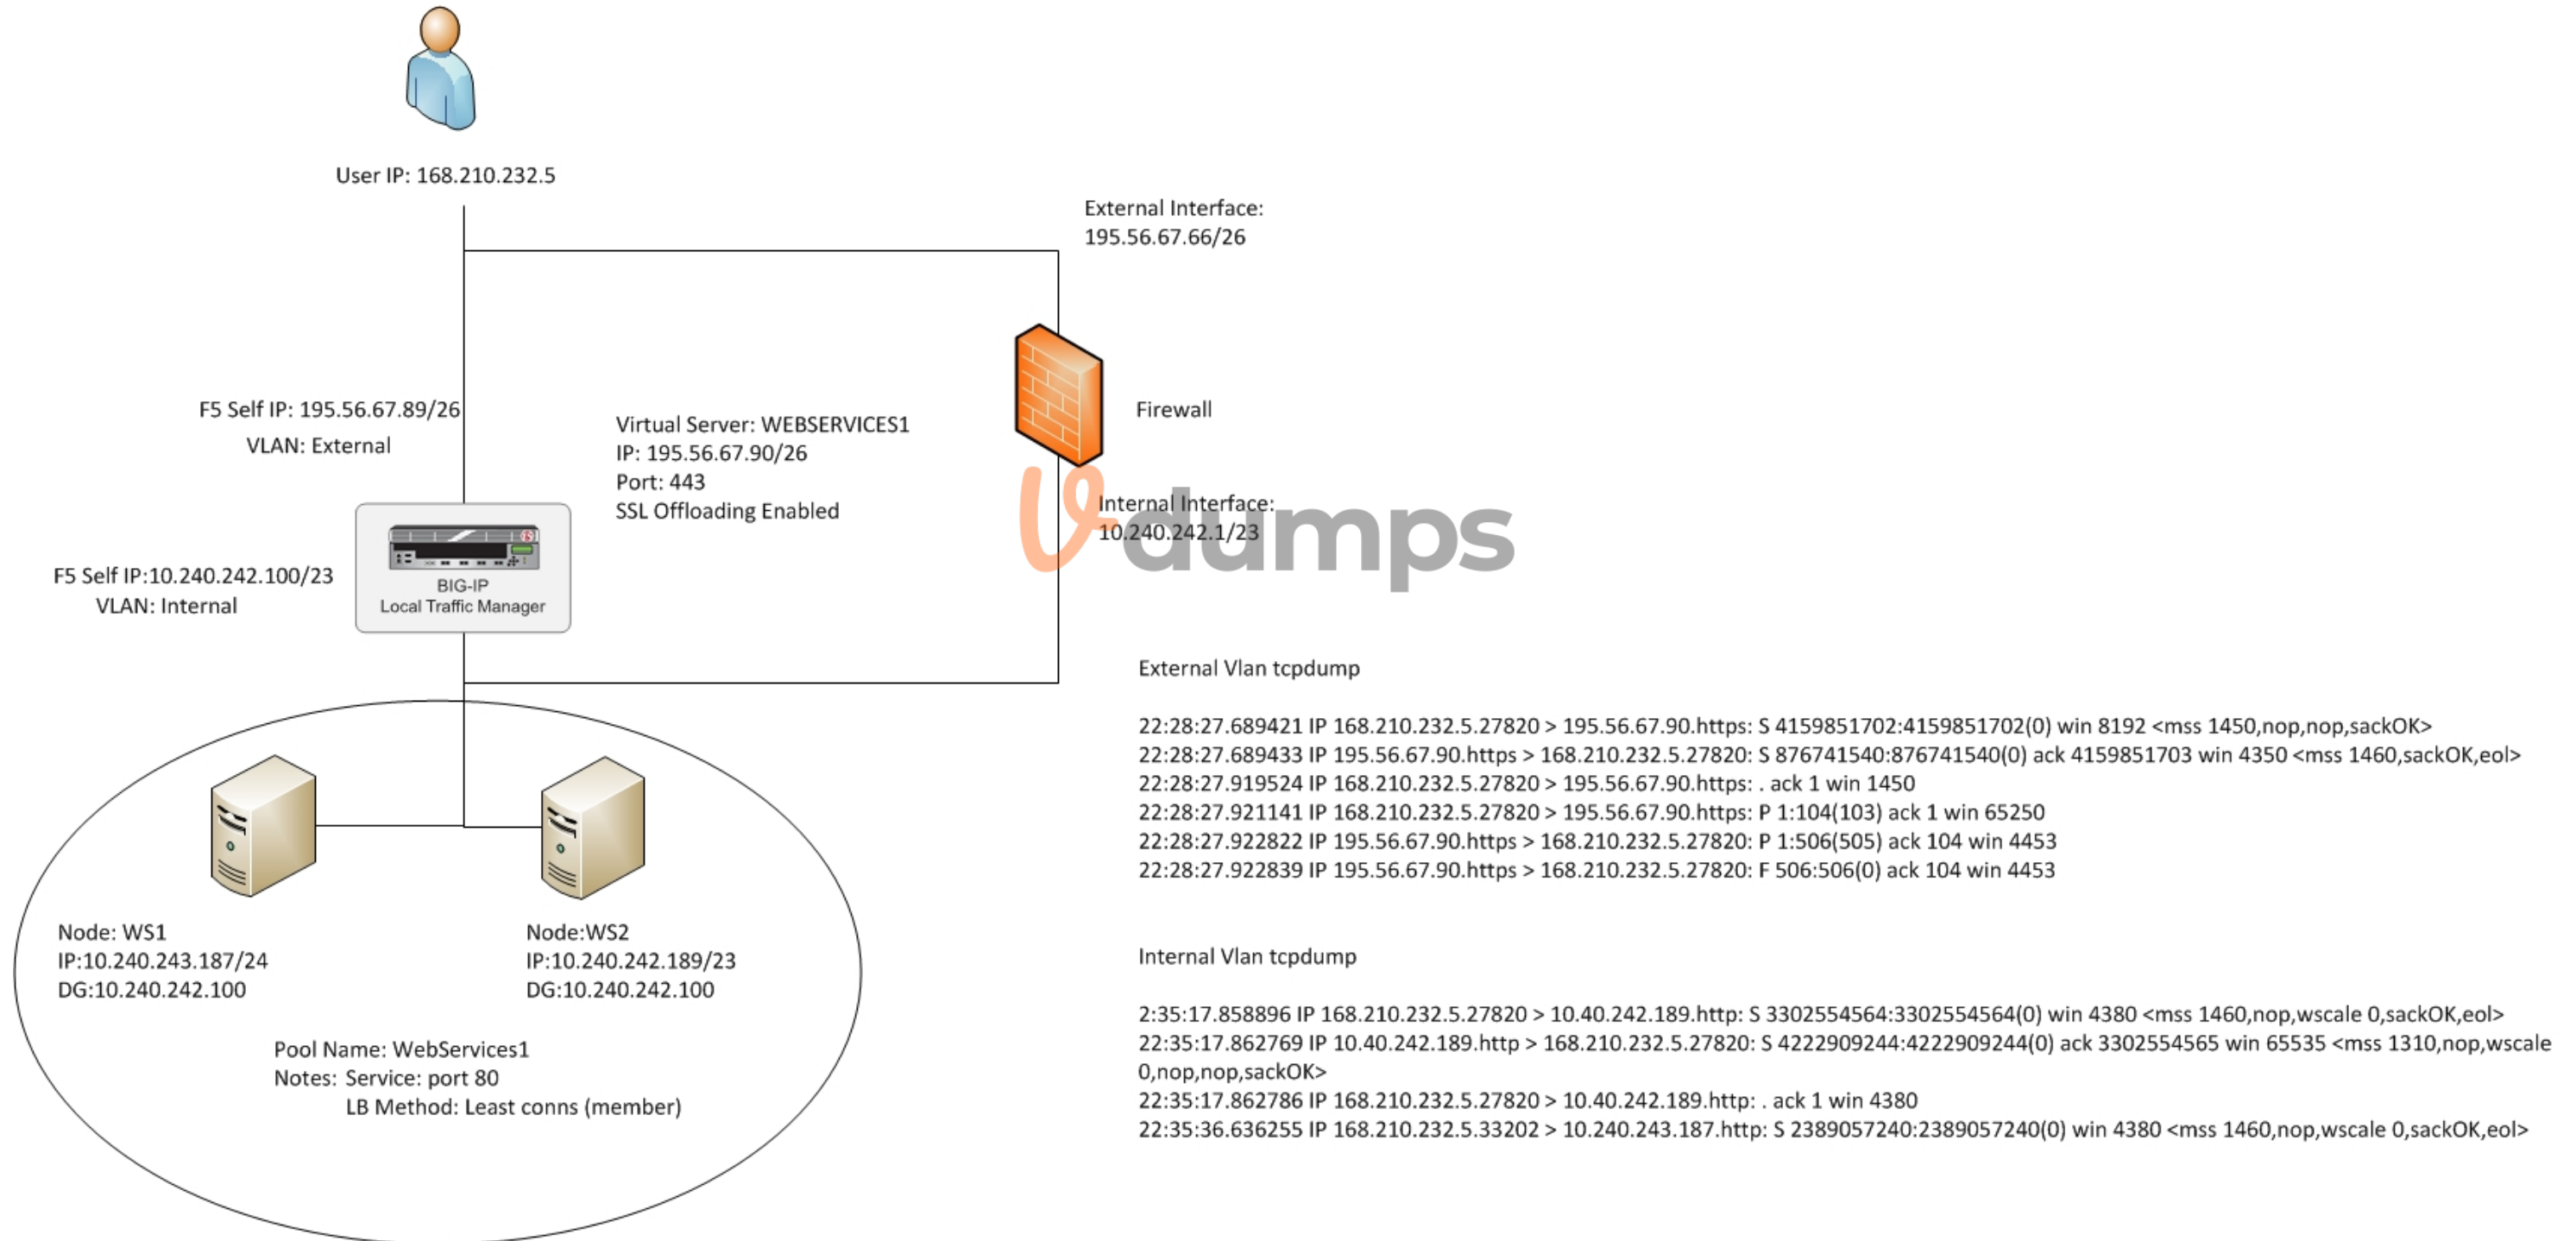 User IP: 168.210.232.5
External Interface:
195.56.67.66/26
F5 Self IP: 195.56.67.89/26
VLAN: External
Virtual Server: WEBSERVICES1
IP: 195.56.67.90/26
Port: 443
SSL Offloading Enabled
Firewall
Vdumps
Internal Interface:
10.240.242.1/23
F5 Self IP:10.240.242.100/23
VLAN: Internal
BIG-IP
Local Traffic Manager
External Vlan tcpdump
22:28:27.689421 IP 168.210.232.5.27820 > 195.56.67.90.https: S 4159851702:4159851702(0) win 8192 <mss 1450,nop,nop,sackOK>
22:28:27.689433 IP 195.56.67.90.https > 168.210.232.5.27820: S 876741540:876741540(0) ack 4159851703 win 4350 <mss 1460,sackOK,eol>
22:28:27.919524 IP 168.210.232.5.27820 > 195.56.67.90.https: . ack 1 win 1450
22:28:27.921141 IP 168.210.232.5.27820 > 195.56.67.90.https: P 1:104(103) ack 1 win 65250
22:28:27.922822 IP 195.56.67.90.https > 168.210.232.5.27820: P 1:506(505) ack 104 win 4453
22:28:27.922839 IP 195.56.67.90.https > 168.210.232.5.27820: F 506:506(0) ack 104 win 4453
Node: WS1
IP:10.240.243.187/24
DG:10.240.242.100
Node:WS2
IP:10.240.242.189/23
DG:10.240.242.100
Pool Name: WebServices1
Notes: Service: port 80
LB Method: Least conns (member)
Internal Vlan tcpdump
2:35:17.858896 IP 168.210.232.5.27820 > 10.40.242.189.http: S 3302554564:3302554564(0) win 4380 <mss 1460,nop,wscale 0,sackOK,eol>
22:35:17.862769 IP 10.40.242.189.http > 168.210.232.5.27820: S 4222909244:4222909244(0) ack 3302554565 win 65535 <mss 1310,nop,wscale
0,nop,nop,sackOK>
22:35:17.862786 IP 168.210.232.5.27820 > 10.40.242.189.http: . ack 1 win 4380
22:35:36.636255 IP 168.210.232.5.33202 > 10.240.243.187.http: S 2389057240:2389057240(0) win 4380 <mss 1460,nop,wscale 0,sackOK,eol>